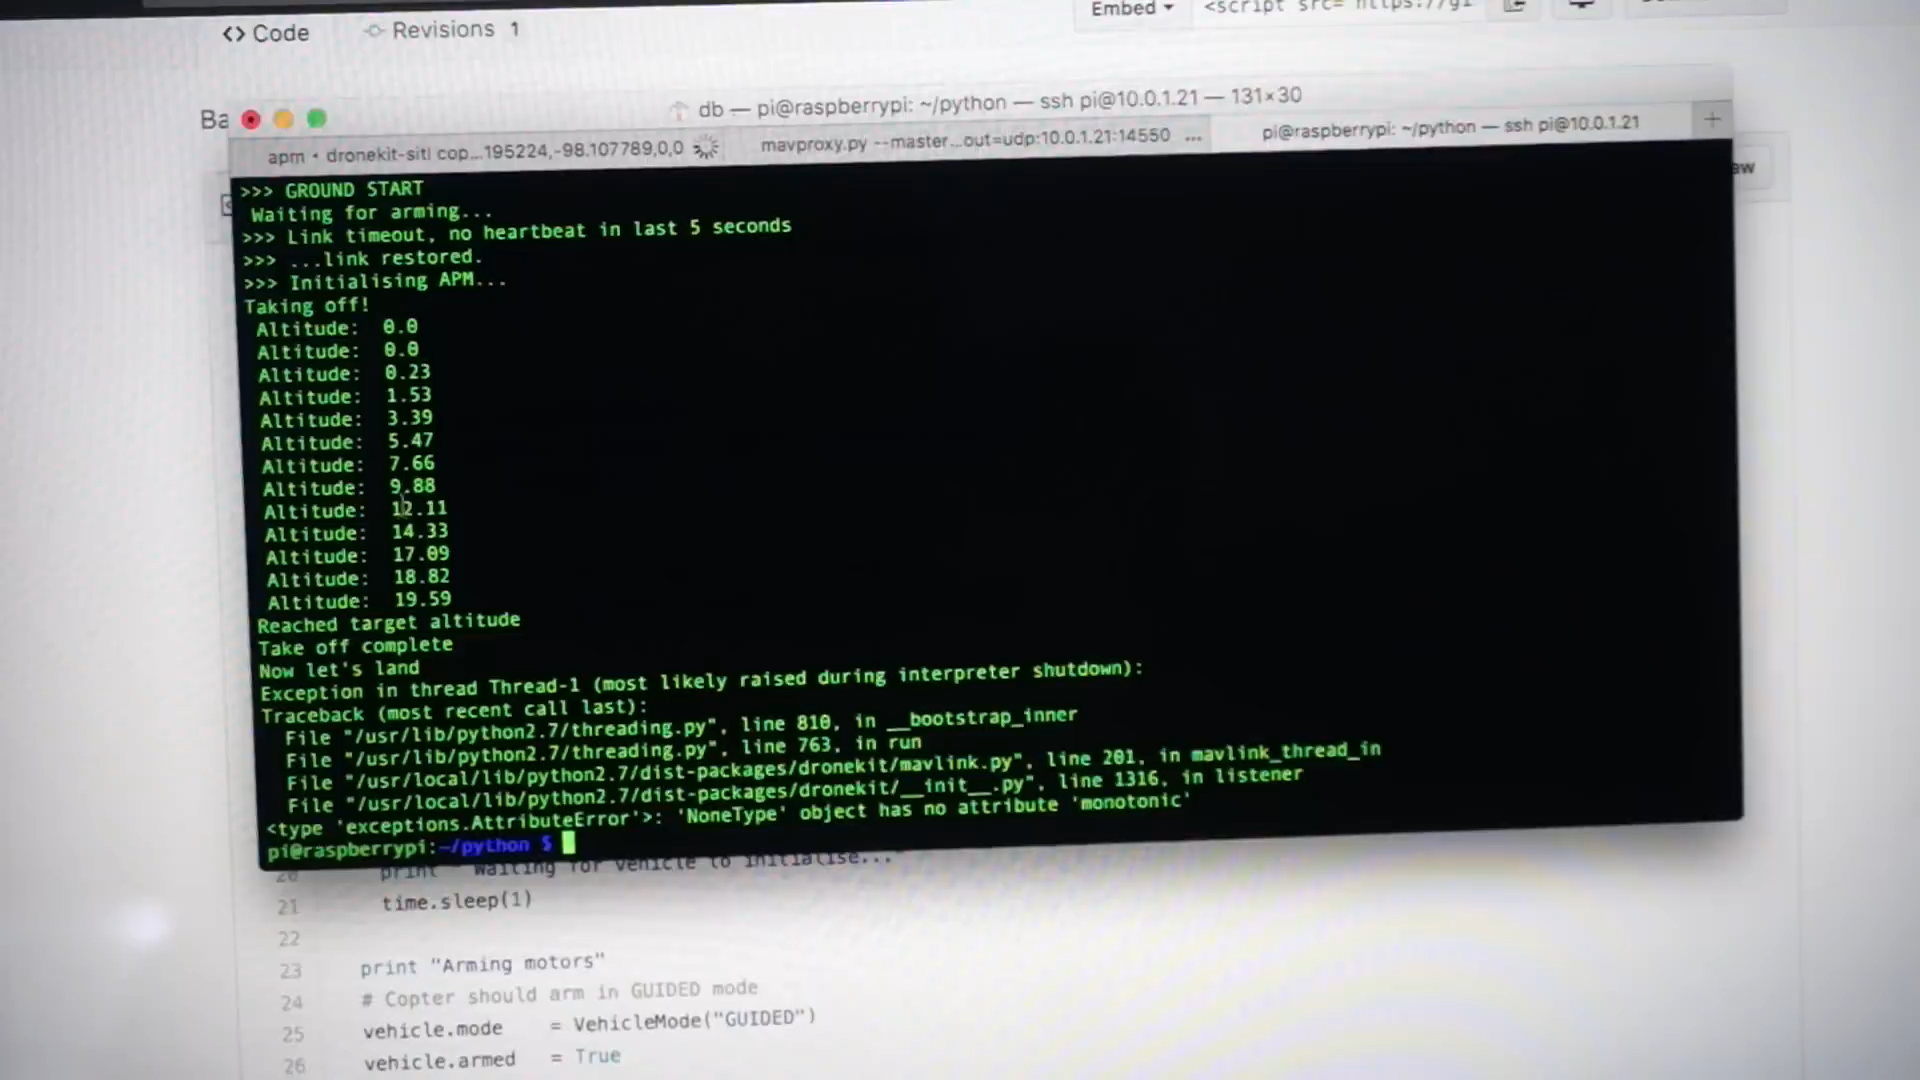 <> Code
Revisions 1
Embed
Ba
db — pi@raspberrypi: ~/python — ssh pi@10.0.1.21 — 131×30
apm • dronekit-sitl cop...195224,-98.107789,0,0
mavproxy.py --master...out=udp:10.0.1.21:14550 ...
pi@raspberrypi: ~/python — ssh pi@10.0.1.21
+
aw
>>> GROUND START
Waiting for arming...
>>> Link timeout, no heartbeat in last 5 seconds
>>> ...link restored.
>>> Initialising APM...
Taking off!
Altitude: 0.0
Altitude: 0.0
Altitude: 0.23
Altitude: 1.53
Altitude: 3.39
Altitude: 5.47
Altitude: 7.66
Altitude: 9.88
Altitude: 12.11
Altitude: 14.33
Altitude: 17.09
Altitude: 18.82
Altitude: 19.59
Reached target altitude
Take off complete
Now let's land
Exception in thread Thread-1 (most likely raised during interpreter shutdown):
Traceback (most recent call last):
File "/usr/lib/python2.7/threading.py", line 810, in __bootstrap_inner
File "/usr/lib/python2.7/threading.py", line 763, in run
File "/usr/local/lib/python2.7/dist-packages/dronekit/mavlink.py", line 201, in mavlink_thread_in
File "/usr/local/lib/python2.7/dist-packages/dronekit/__init__.py", line 1316, in listener
<type 'exceptions.AttributeError'>: 'NoneType' object has no attribute 'monotonic'
pi@raspberrypi:~/python $
20 print "Waiting for vehicle to initialise..."
21 time.sleep(1)
22
23 print "Arming motors"
24 # Copter should arm in GUIDED mode
25 vehicle.mode = VehicleMode("GUIDED")
26 vehicle.armed = True